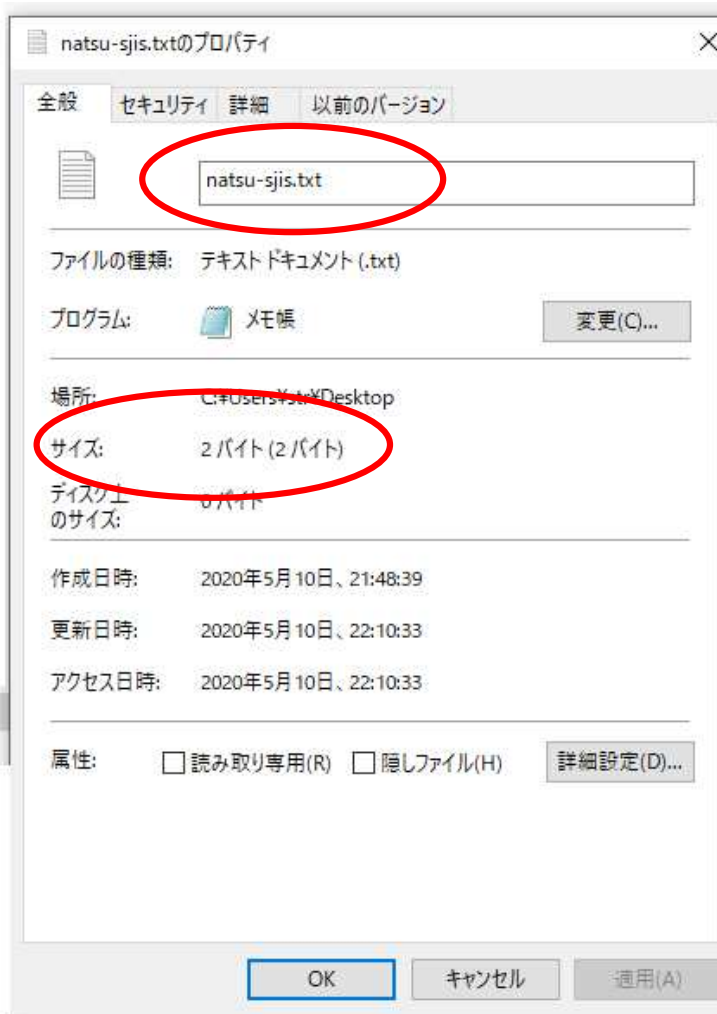 natsu-sjis.txtのプロパティ
全般 セキュリティ 詳細 以前のバージョン
natsu-sjis.txt
ファイルの種類: テキスト ドキュメント (.txt)
プログラム: メモ帳 変更(C)...
場所: C:¥Users¥str¥Desktop
サイズ: 2 バイト (2 バイト)
ディスク上
のサイズ: 0 バイト
作成日時: 2020年5月10日、21:48:39
更新日時: 2020年5月10日、22:10:33
アクセス日時: 2020年5月10日、22:10:33
属性: 読み取り専用(R) 隠しファイル(H) 詳細設定(D)...
OK キャンセル 適用(A)